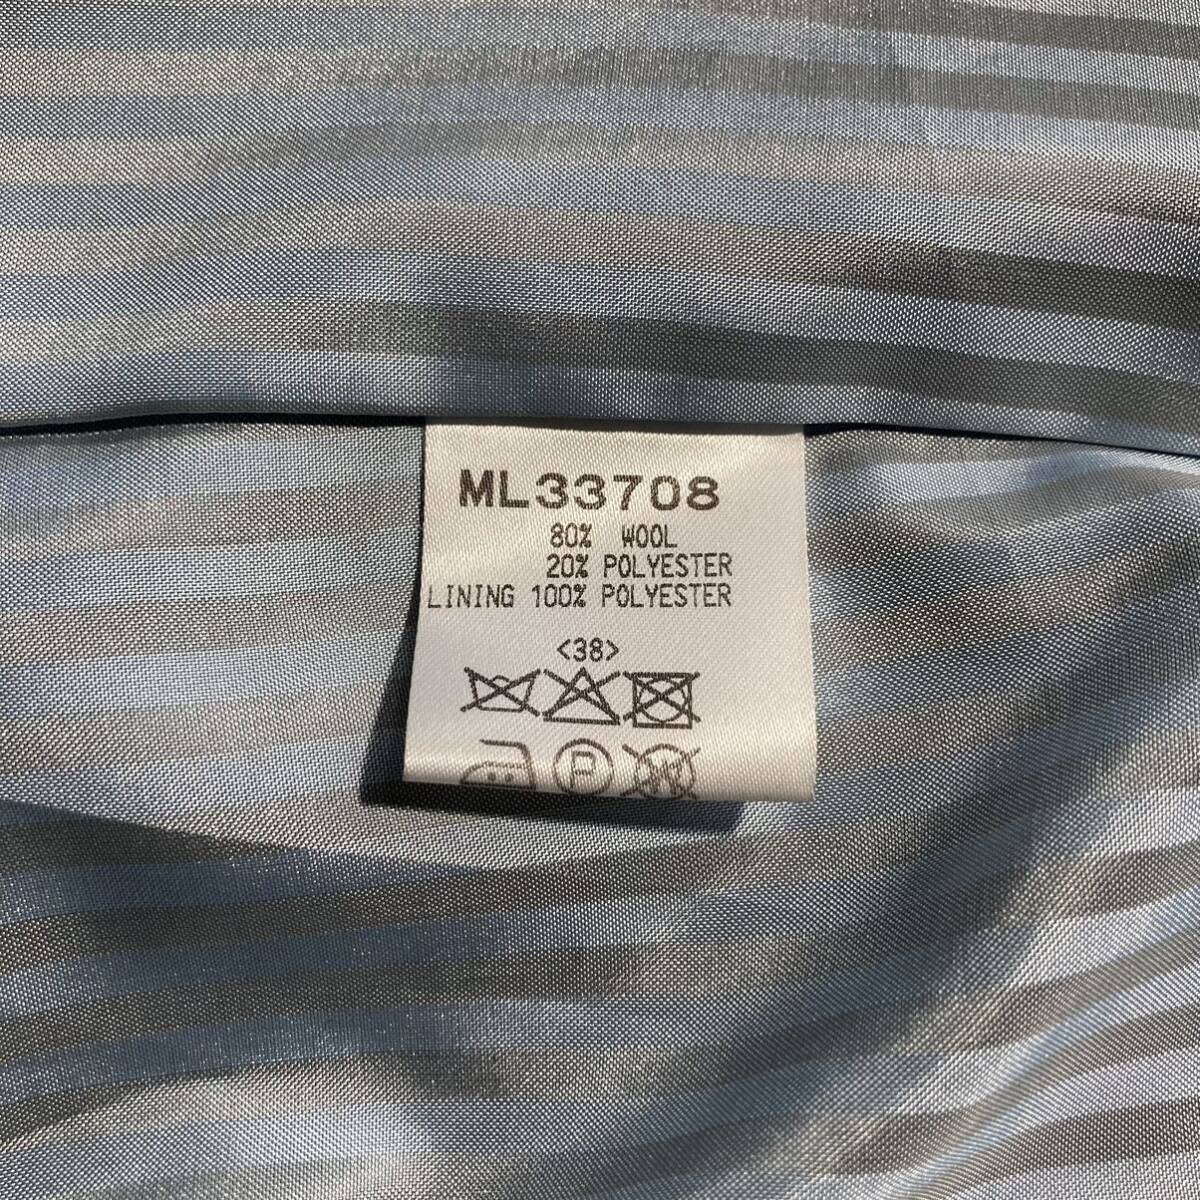 ML33708
80% WOOL
20% POLYESTER
LINING 100% POLYESTER
<38>
P